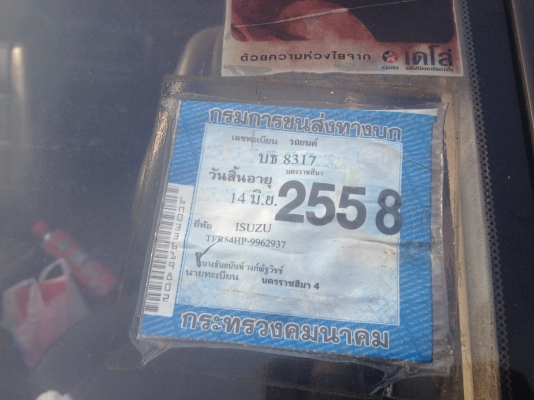 ด้วยความห่วงใยจาก เดโล่
กรมการขนส่งทางบก
เลขทะเบียน รถยนต์
บธ 8317
นครราชสีมา
วันสิ้นอายุ
14 มิ.ย. 2558
ยี่ห้อ ISUZU
TFR54HP-9962937
นายทะเบียน นครราชสีมา 4
กระทรวงคมนาคม